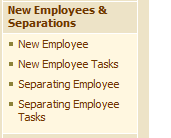 New Employees &
Separations
New Employee
New Employee Tasks
Separating Employee
Separating Employee
Tasks